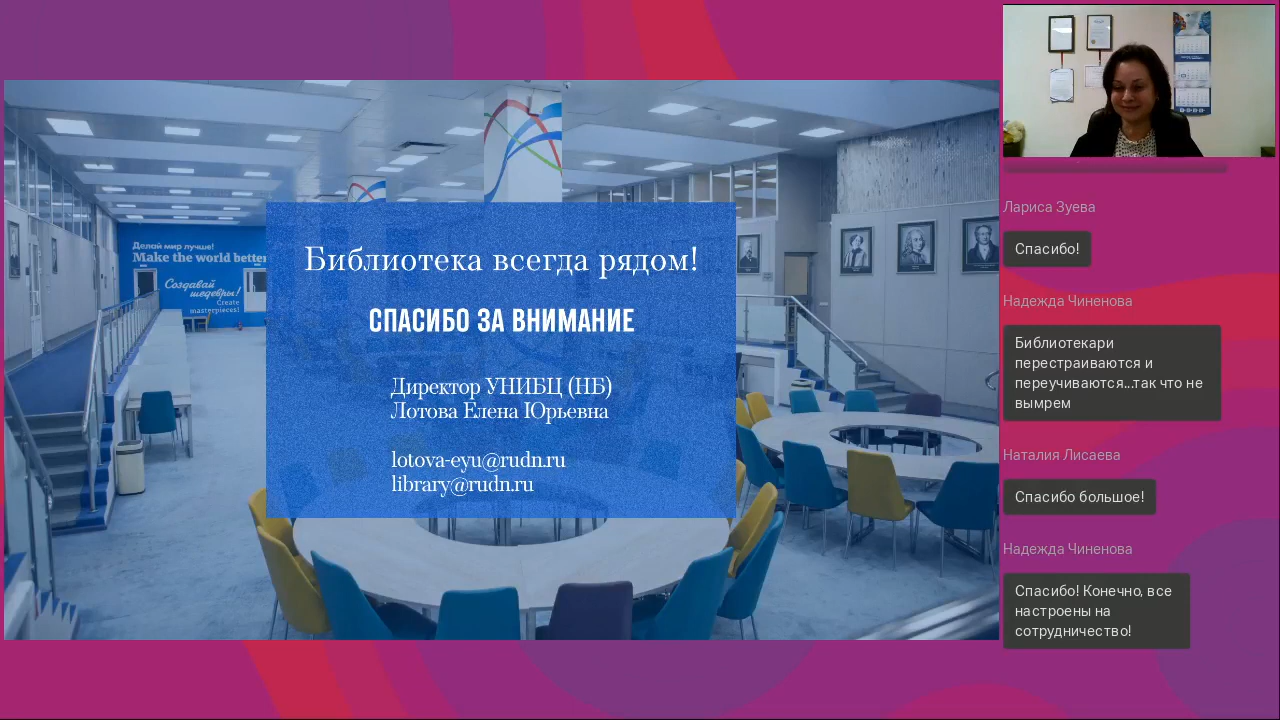 Делай мир лучше!
Make the world better
Создавай
шедевры!
Create
masterpieces!
Библиотека всегда рядом!
СПАСИБО ЗА ВНИМАНИЕ
Директор УНИБЦ (НБ)
Лотова Елена Юрьевна
lotova-eyu@rudn.ru
library@rudn.ru
Лариса Зуева
Спасибо!
Надежда Чиненова
Библиотекари
перестраиваются и
переучиваются...так что не
вымрем
Наталия Лисаева
Спасибо большое!
Надежда Чиненова
Спасибо! Конечно, все
настроены на
сотрудничество!